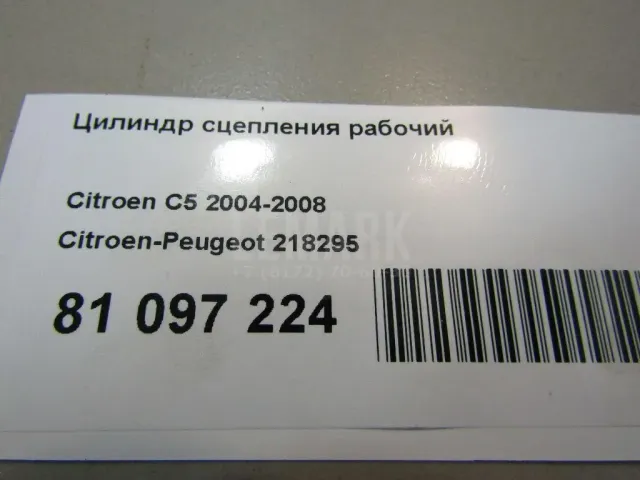 Цилиндр сцепления рабочий
Citroen C5 2004-2008
Citroen-Peugeot 218295
81 097 224